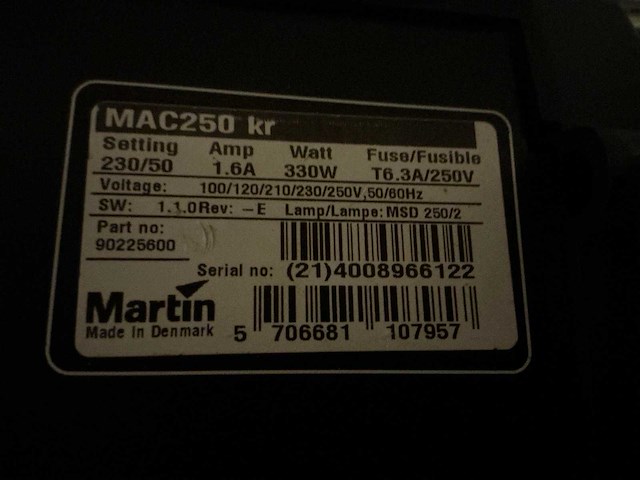 MAC250 kr
Setting Amp Watt Fuse/Fusible
230/50 1.6A 330W T6.3A/250V
Voltage: 100/120/210/230/250V,50/60Hz
SW: 1.1.0Rev: -E Lamp/Lampe: MSD 250/2
Part no:
90225600
Serial no: (21)4008966122
Martin
Made in Denmark
5 706681 107957